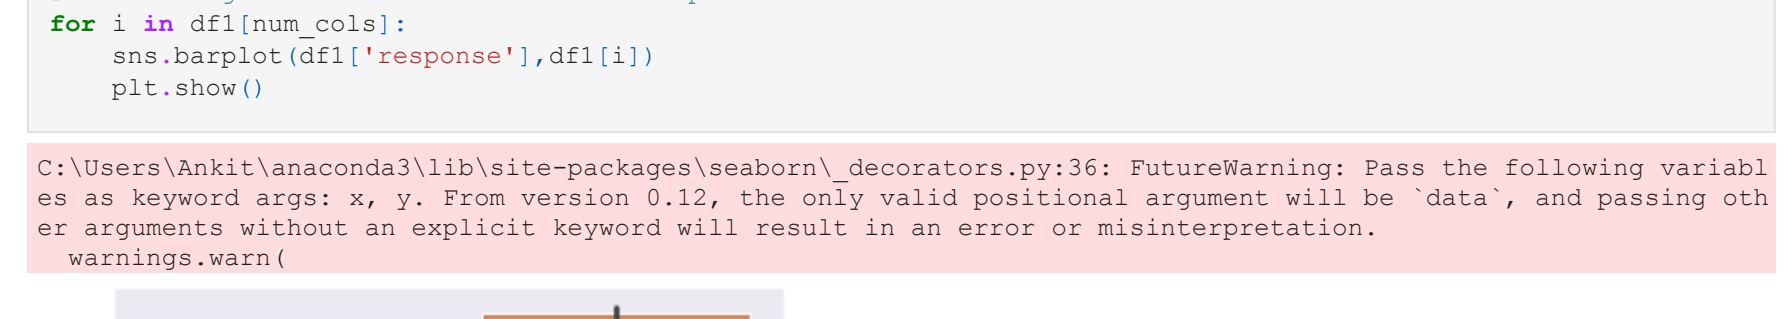 for i in df1[num_cols]:
    sns.barplot(df1['response'],df1[i])
    plt.show()
C:\Users\Ankit\anaconda3\lib\site-packages\seaborn\_decorators.py:36: FutureWarning: Pass the following variabl
es as keyword args: x, y. From version 0.12, the only valid positional argument will be `data`, and passing oth
er arguments without an explicit keyword will result in an error or misinterpretation.
  warnings.warn(